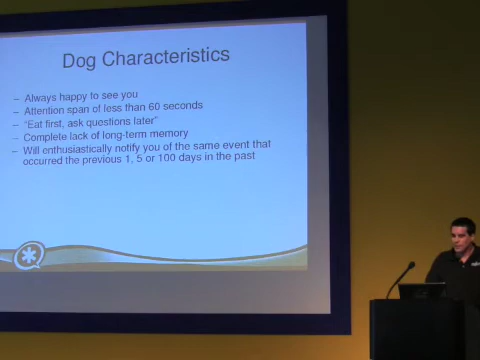 Dog Characteristics
– Always happy to see you
– Attention span of less than 60 seconds
– "Eat first, ask questions later"
– Complete lack of long-term memory
– Will enthusiastically notify you of the same event that
occurred the previous 1, 5 or 100 days in the past